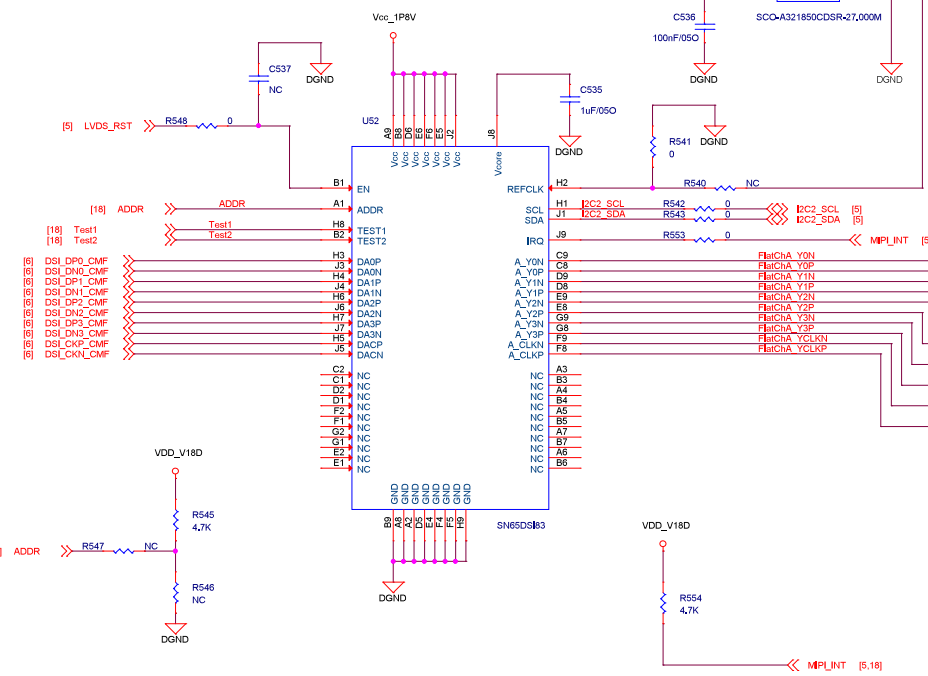 C536
SCO-A321850CDSR-27.000M
Vcc_1P8V
100nF/05O
C537
NC
DGND
DGND
DGND
C535
1uF/05O
[5] LVDS_RST
R548 0
U52
A9 B8 D6 E6 F6 E5 J2 J8
Vcc Vcc Vcc Vcc Vcc Vcc Vcc Vcore
DGND
R541
0
DGND
B1 EN
REFCLK H2
R540 NC
[18] ADDR ADDR A1 ADDR
SCL H1 I2C2_SCL R542 0 I2C2_SCL [5]
SDA J1 I2C2_SDA R543 0 I2C2_SDA [5]
[18] Test1 Test1 H8 TEST1
[18] Test2 Test2 B2 TEST2
IRQ J9 R553 0 MIPI_INT [5
[6] DSI_DP0_CMF H3 DA0P
[6] DSI_DN0_CMF J3 DA0N
[6] DSI_DP1_CMF H4 DA1P
[6] DSI_DN1_CMF J4 DA1N
[6] DSI_DP2_CMF H6 DA2P
[6] DSI_DN2_CMF J6 DA2N
[6] DSI_DP3_CMF H7 DA3P
[6] DSI_DN3_CMF J7 DA3N
[6] DSI_CKP_CMF H5 DACP
[6] DSI_CKN_CMF J5 DACN
A_Y0N C9 FlatChA_Y0N
A_Y0P C8 FlatChA_Y0P
A_Y1N D9 FlatChA_Y1N
A_Y1P D8 FlatChA_Y1P
A_Y2N E9 FlatChA_Y2N
A_Y2P E8 FlatChA_Y2P
A_Y3N G9 FlatChA_Y3N
A_Y3P G8 FlatChA_Y3P
A_CLKN F9 FlatChA_YCLKN
A_CLKP F8 FlatChA_YCLKP
C2 NC
C1 NC
D2 NC
D1 NC
F2 NC
F1 NC
G2 NC
G1 NC
E2 NC
E1 NC
NC A3
NC B3
NC A4
NC B4
NC A5
NC B5
NC A7
NC B7
NC A6
NC B6
GND GND GND GND GND GND GND GND
B9 A8 A2 D5 E4 F4 F5 H9
SN65DSI83
DGND
VDD_V18D
R545
4.7K
] ADDR R547 NC
R546
NC
DGND
VDD_V18D
R554
4.7K
MIPI_INT [5,18]